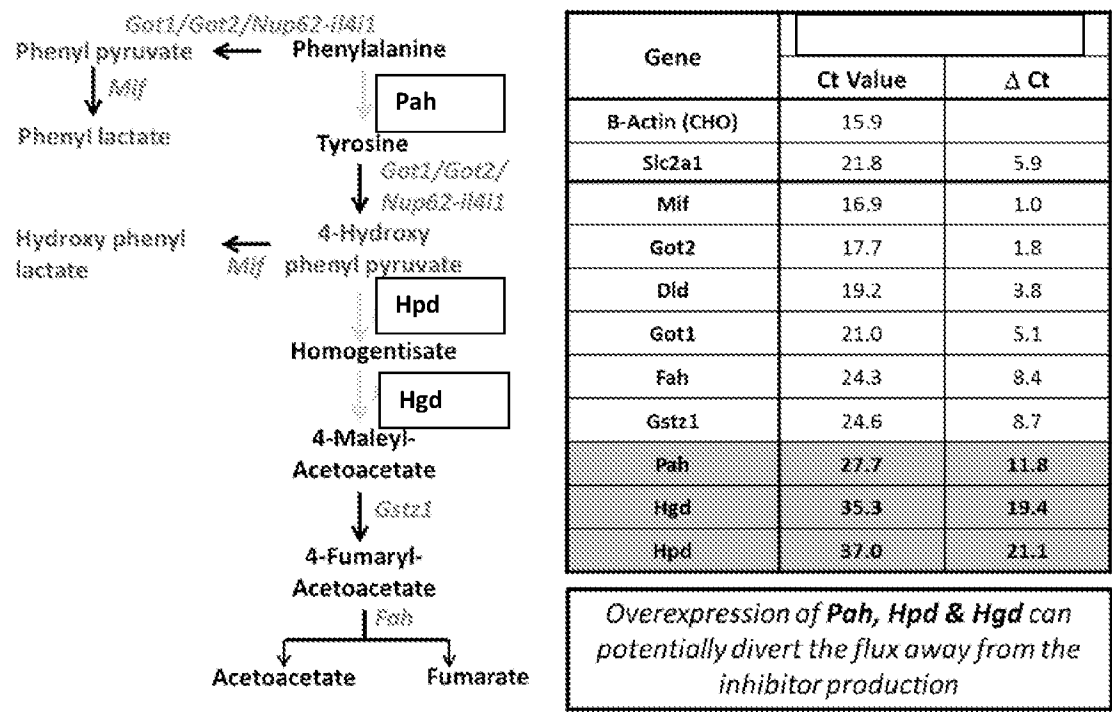 Got1/Got2/Nup62-il4i1
Phenyl pyruvate
Phenylalanine
Mif
Pah
Phenyl lactate
Tyrosine
Got1/Got2/
Nup62-il4i1
Hydroxy phenyl
lactate
Mif
4-Hydroxy
phenyl pyruvate
Hpd
Homogentisate
Hgd
4-Maleyl-
Acetoacetate
Gstz1
4-Fumaryl-
Acetoacetate
Fah
Acetoacetate
Fumarate
Gene
Ct Value
Δ Ct
B-Actin (CHO) 15.9
Slc2a1 21.8 5.9
Mif 16.9 1.0
Got2 17.7 1.8
Dld 19.2 3.8
Got1 21.0 5.1
Fah 24.3 8.4
Gstz1 24.6 8.7
Pah 27.7 11.8
Hgd 35.3 19.4
Hpd 37.0 21.1
Overexpression of Pah, Hpd & Hgd can
potentially divert the flux away from the
inhibitor production